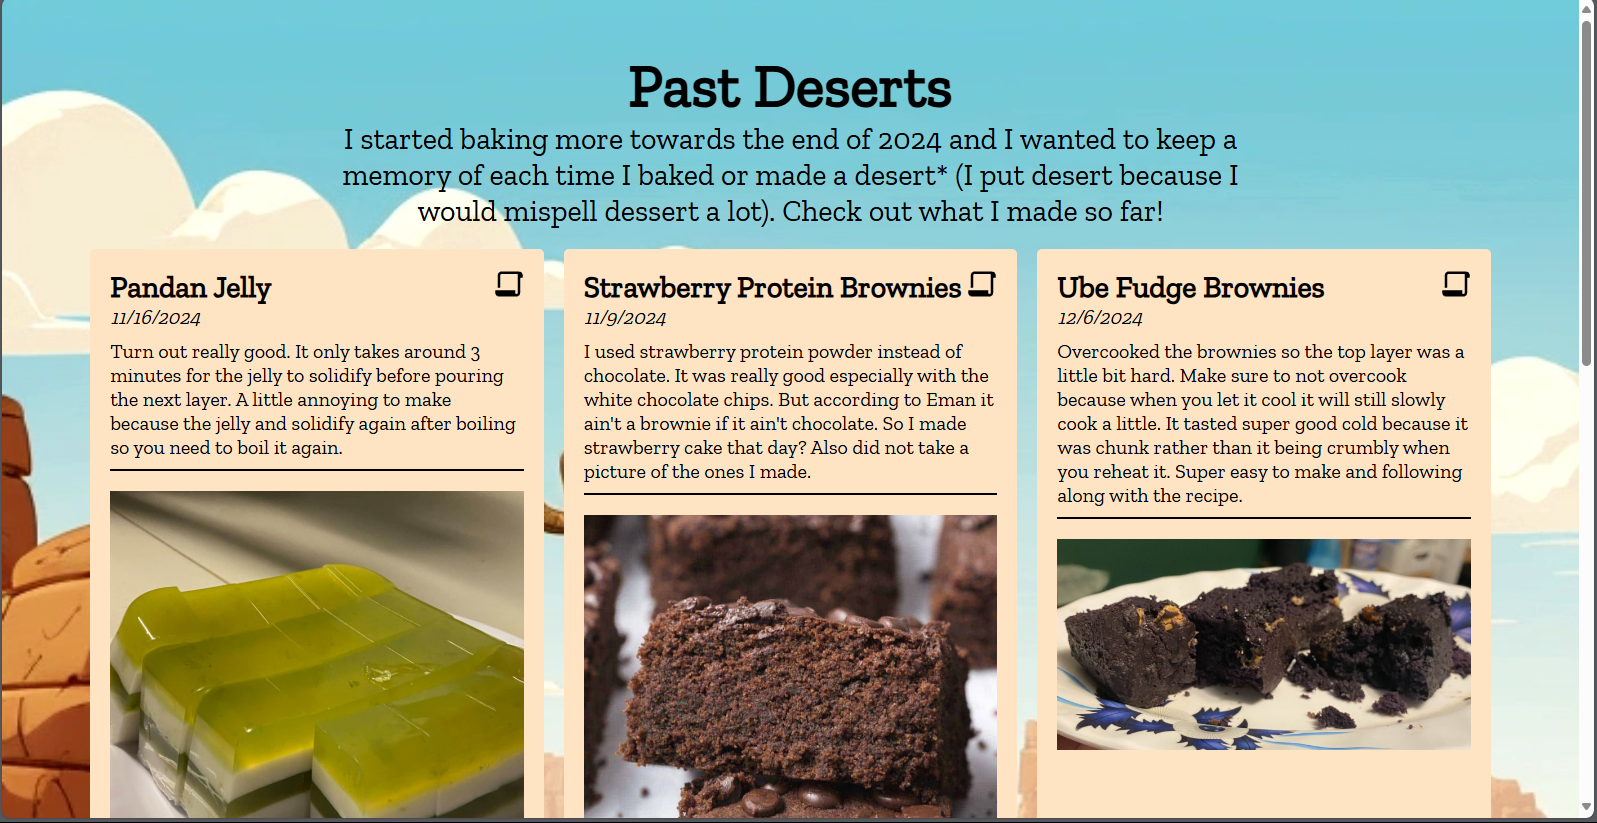 Past Deserts
I started baking more towards the end of 2024 and I wanted to keep a
memory of each time I baked or made a desert* (I put desert because I
would mispell dessert a lot). Check out what I made so far!
Pandan Jelly
11/16/2024
Turn out really good. It only takes around 3
minutes for the jelly to solidify before pouring
the next layer. A little annoying to make
because the jelly and solidify again after boiling
so you need to boil it again.
Strawberry Protein Brownies
11/9/2024
I used strawberry protein powder instead of
chocolate. It was really good especially with the
white chocolate chips. But according to Eman it
ain't a brownie if it ain't chocolate. So I made
strawberry cake that day? Also did not take a
picture of the ones I made.
Ube Fudge Brownies
12/6/2024
Overcooked the brownies so the top layer was a
little bit hard. Make sure to not overcook
because when you let it cool it will still slowly
cook a little. It tasted super good cold because it
was chunk rather than it being crumbly when
you reheat it. Super easy to make and following
along with the recipe.